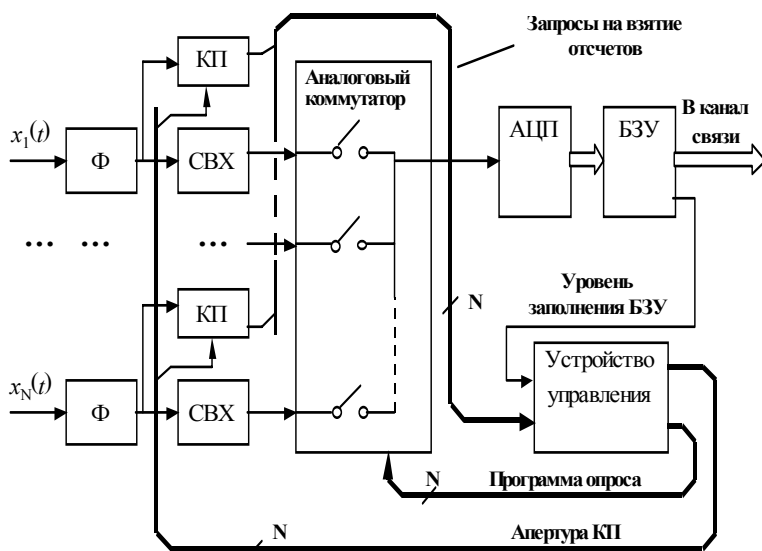 Запросы на взятие
отсчетов
КП
Аналоговый
коммутатор
x₁(t)
Ф
СВХ
АЦП
БЗУ
В канал
связи
... ... ...
КП
N
Уровень
заполнения БЗУ
x_N(t)
Ф
СВХ
Устройство
управления
N
Программа опроса
N
Апертура КП